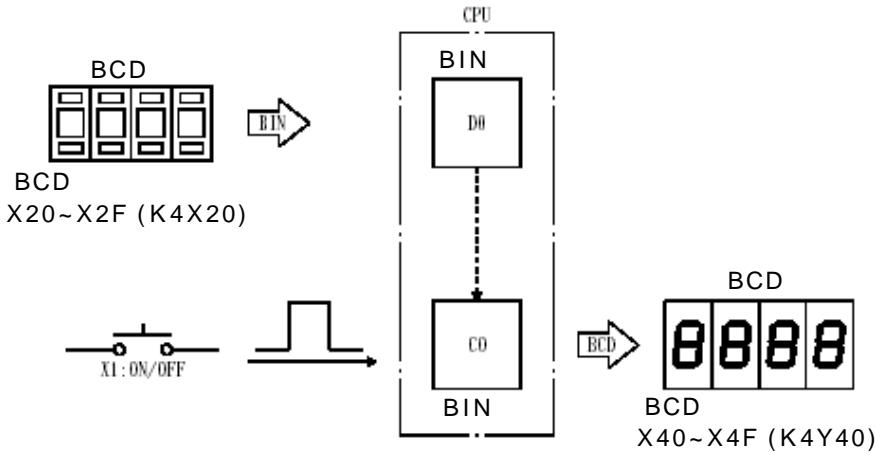 CPU
BIN
BCD
BIN
D0
BCD
X20~X2F (K4X20)
BCD
X1:ON/OFF
C0
BCD
8888
BIN
BCD
X40~X4F (K4Y40)